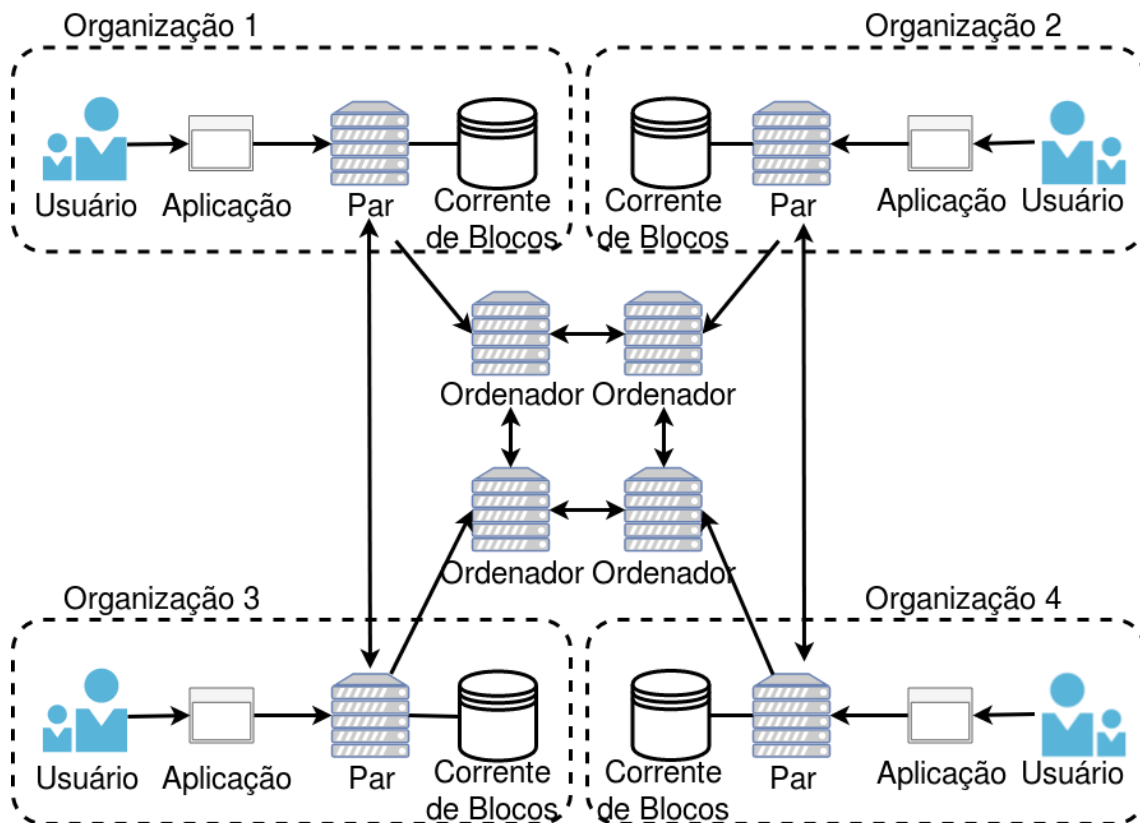 Organização 1
Organização 2
Usuário
Aplicação
Par
Corrente
de Blocos
Corrente
de Blocos
Par
Aplicação
Usuário
Ordenador
Ordenador
Ordenador
Ordenador
Organização 3
Organização 4
Usuário
Aplicação
Par
Corrente
de Blocos
Corrente
de Blocos
Par
Aplicação
Usuário